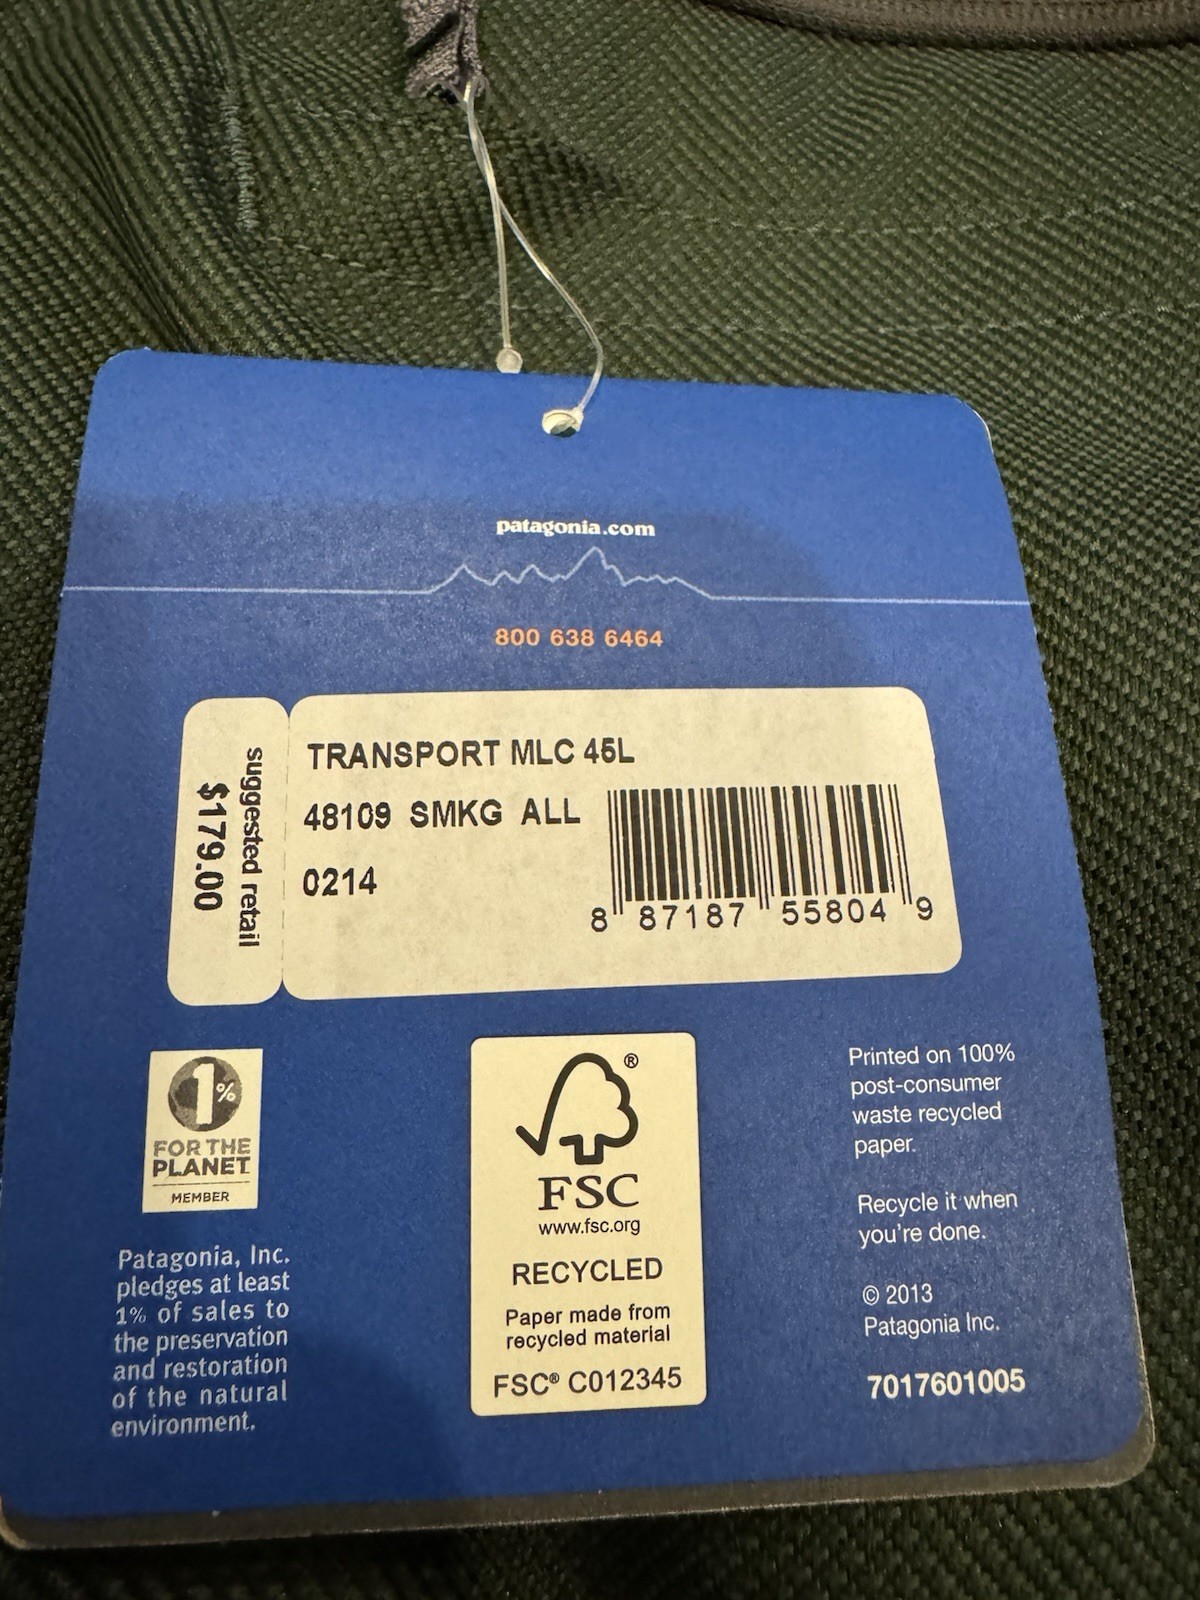 patagonia.com
800 638 6464
suggested retail
$179.00
TRANSPORT MLC 45L
48109 SMKG ALL
0214
8 87187 55804 9
1%
FOR THE
PLANET
MEMBER
Patagonia, Inc.
pledges at least
1% of sales to
the preservation
and restoration
of the natural
environment.
®
FSC
www.fsc.org
RECYCLED
Paper made from
recycled material
FSC® C012345
Printed on 100%
post-consumer
waste recycled
paper.
Recycle it when
you're done.
© 2013
Patagonia Inc.
7017601005